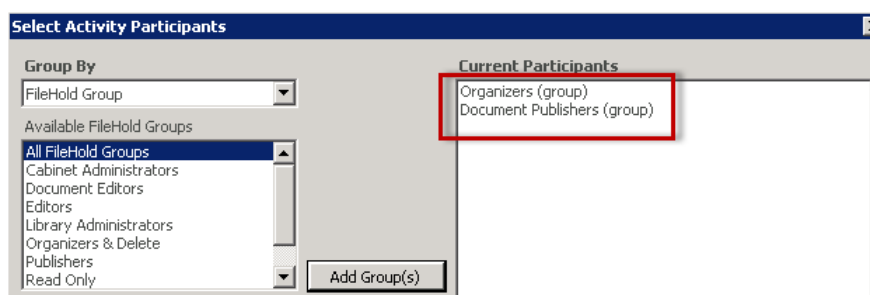 Select Activity Participants
Group By
FileHold Group
Available FileHold Groups
All FileHold Groups
Cabinet Administrators
Document Editors
Editors
Library Administrators
Organizers & Delete
Publishers
Read Only
Add Group(s)
Current Participants
Organizers (group)
Document Publishers (group)